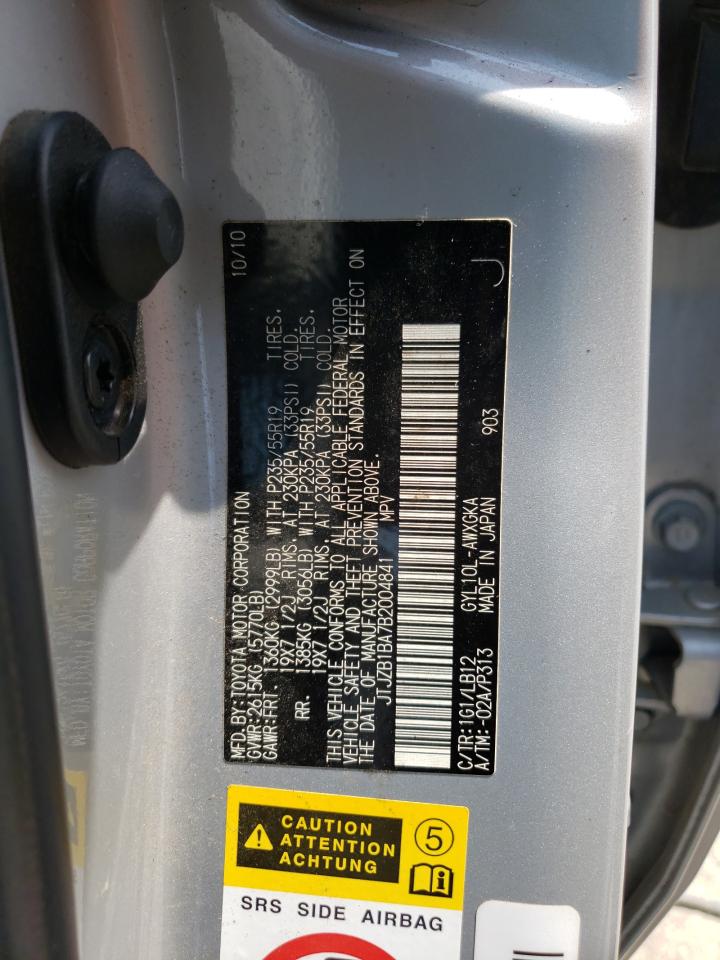 MFD.BY:TOYOTA MOTOR CORPORATION 10/10
GVWR:2615KG (5770LB)
GAWR:FR. 1360KG (2999LB) WITH P235/55R19 TIRES.
19X7 1/2J RIMS. AT 230KPA (33PSI) COLD.
RR. 1385KG (3056LB) WITH P235/55R19 TIRES.
19X7 1/2J RIMS. AT 230KPA (33PSI) COLD.
THIS VEHICLE CONFORMS TO ALL APPLICABLE FEDERAL MOTOR
VEHICLE SAFETY AND THEFT PREVENTION STANDARDS IN EFFECT ON
THE DATE OF MANUFACTURE SHOWN ABOVE.
JTJZB1BA7B2004841 MPV
C/TR:1G1/LB12 GYL10L-AWXGKA 903
A/TM:-02A/P313 MADE IN JAPAN J
CAUTION
ATTENTION
ACHTUNG
5
SRS SIDE AIRBAG